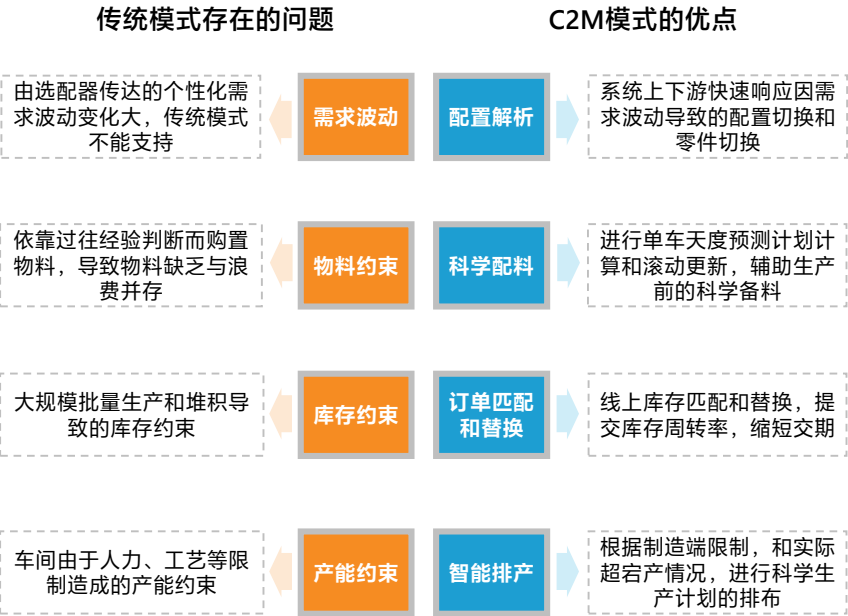 传统模式存在的问题
C2M模式的优点
由选配器传达的个性化需
求波动变化大，传统模式
不能支持
需求波动
配置解析
系统上下游快速响应因需
求波动导致的配置切换和
零件切换
依靠过往经验判断而购置
物料，导致物料缺乏与浪
费并存
物料约束
科学配料
进行单车天度预测计划计
算和滚动更新，辅助生产
前的科学备料
大规模批量生产和堆积导
致的库存约束
库存约束
订单匹配
和替换
线上库存匹配和替换，提
交库存周转率，缩短交期
车间由于人力、工艺等限
制造成的产能约束
产能约束
智能排产
根据制造端限制，和实际
超宕产情况，进行科学生
产计划的排布